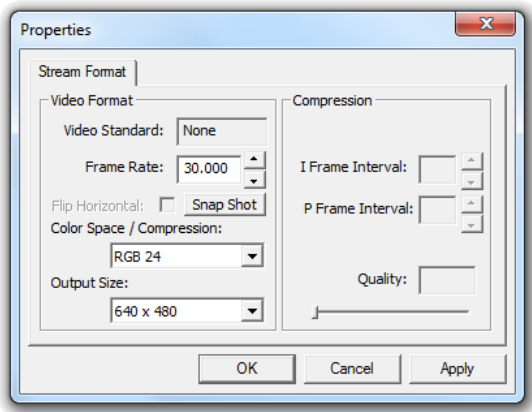 Properties
Stream Format
Video Format
Video Standard: None
Frame Rate: 30.000
Flip Horizontal: Snap Shot
Color Space / Compression:
RGB 24
Output Size:
640 x 480
Compression
I Frame Interval:
P Frame Interval:
Quality:
OK Cancel Apply